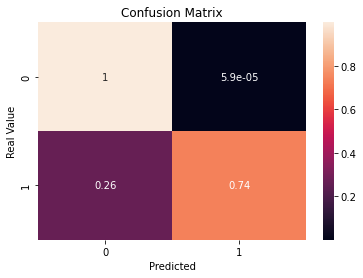 Confusion Matrix
0.8
0.6
0.4
0.2
Real Value
0
1
1
5.9e-05
0.26
0.74
0
1
Predicted